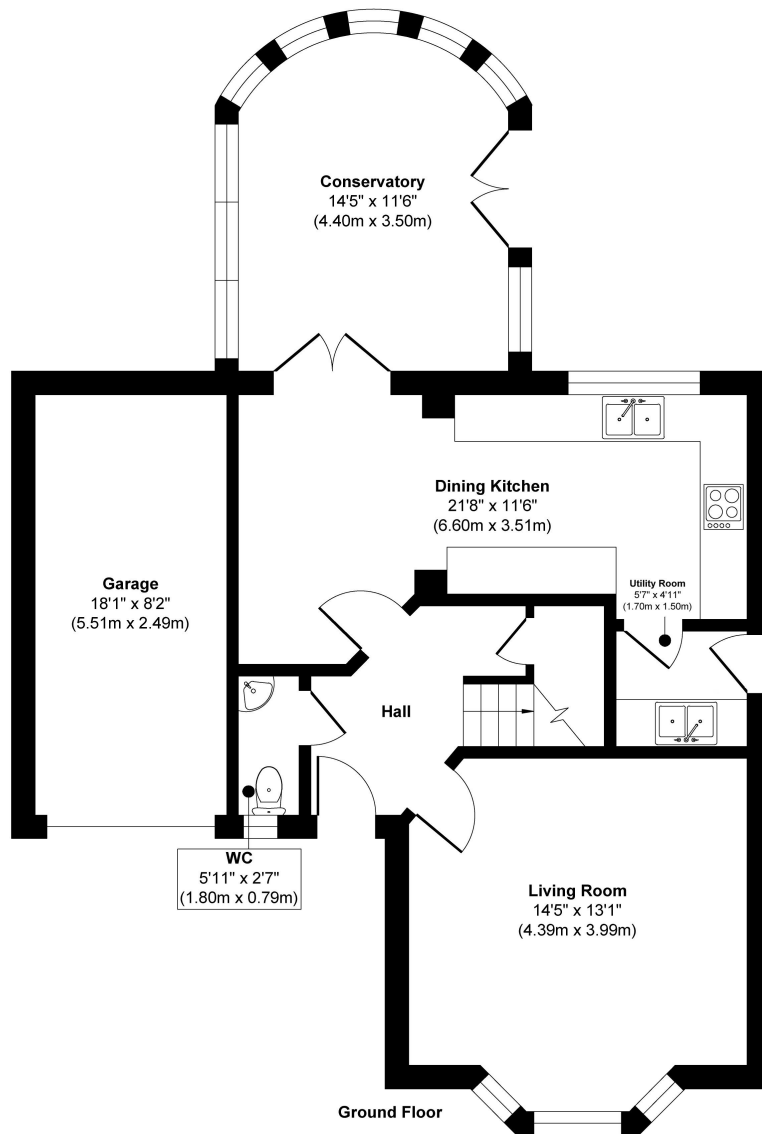 Conservatory
14'5" x 11'6"
(4.40m x 3.50m)
Dining Kitchen
21'8" x 11'6"
(6.60m x 3.51m)
Garage
18'1" x 8'2"
(5.51m x 2.49m)
Utility Room
5'7" x 4'11"
(1.70m x 1.50m)
Hall
WC
5'11" x 2'7"
(1.80m x 0.79m)
Living Room
14'5" x 13'1"
(4.39m x 3.99m)
Ground Floor